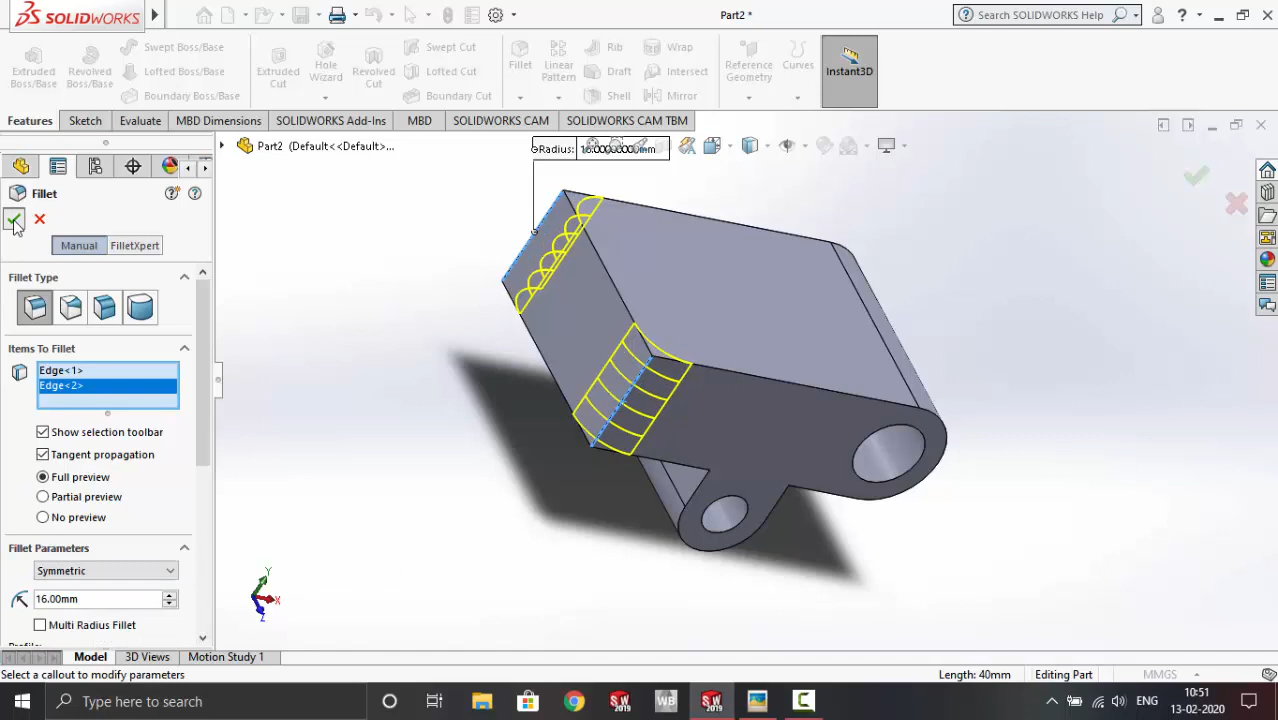 SOLIDWORKS
Part2 *
Search SOLIDWORKS Help
Extruded Boss/Base
Revolved Boss/Base
Swept Boss/Base
Lofted Boss/Base
Boundary Boss/Base
Extruded Cut
Hole Wizard
Revolved Cut
Swept Cut
Lofted Cut
Boundary Cut
Fillet
Linear Pattern
Rib
Draft
Shell
Wrap
Intersect
Mirror
Reference Geometry
Curves
Instant3D
Features
Sketch
Evaluate
MBD Dimensions
SOLIDWORKS Add-Ins
MBD
SOLIDWORKS CAM
SOLIDWORKS CAM TBM
Part2 (Default<<Default>...
Radius:
Fillet
Manual
FilletXpert
Fillet Type
Items To Fillet
Edge<1>
Edge<2>
Show selection toolbar
Tangent propagation
Full preview
Partial preview
No preview
Fillet Parameters
Symmetric
16.00mm
Multi Radius Fillet
Y
X
Z
Model
3D Views
Motion Study 1
Select a callout to modify parameters
Length: 40mm
Editing Part
MMGS
Type here to search
SW 2019
WB
SW 2019
ENG
10:51
13-02-2020